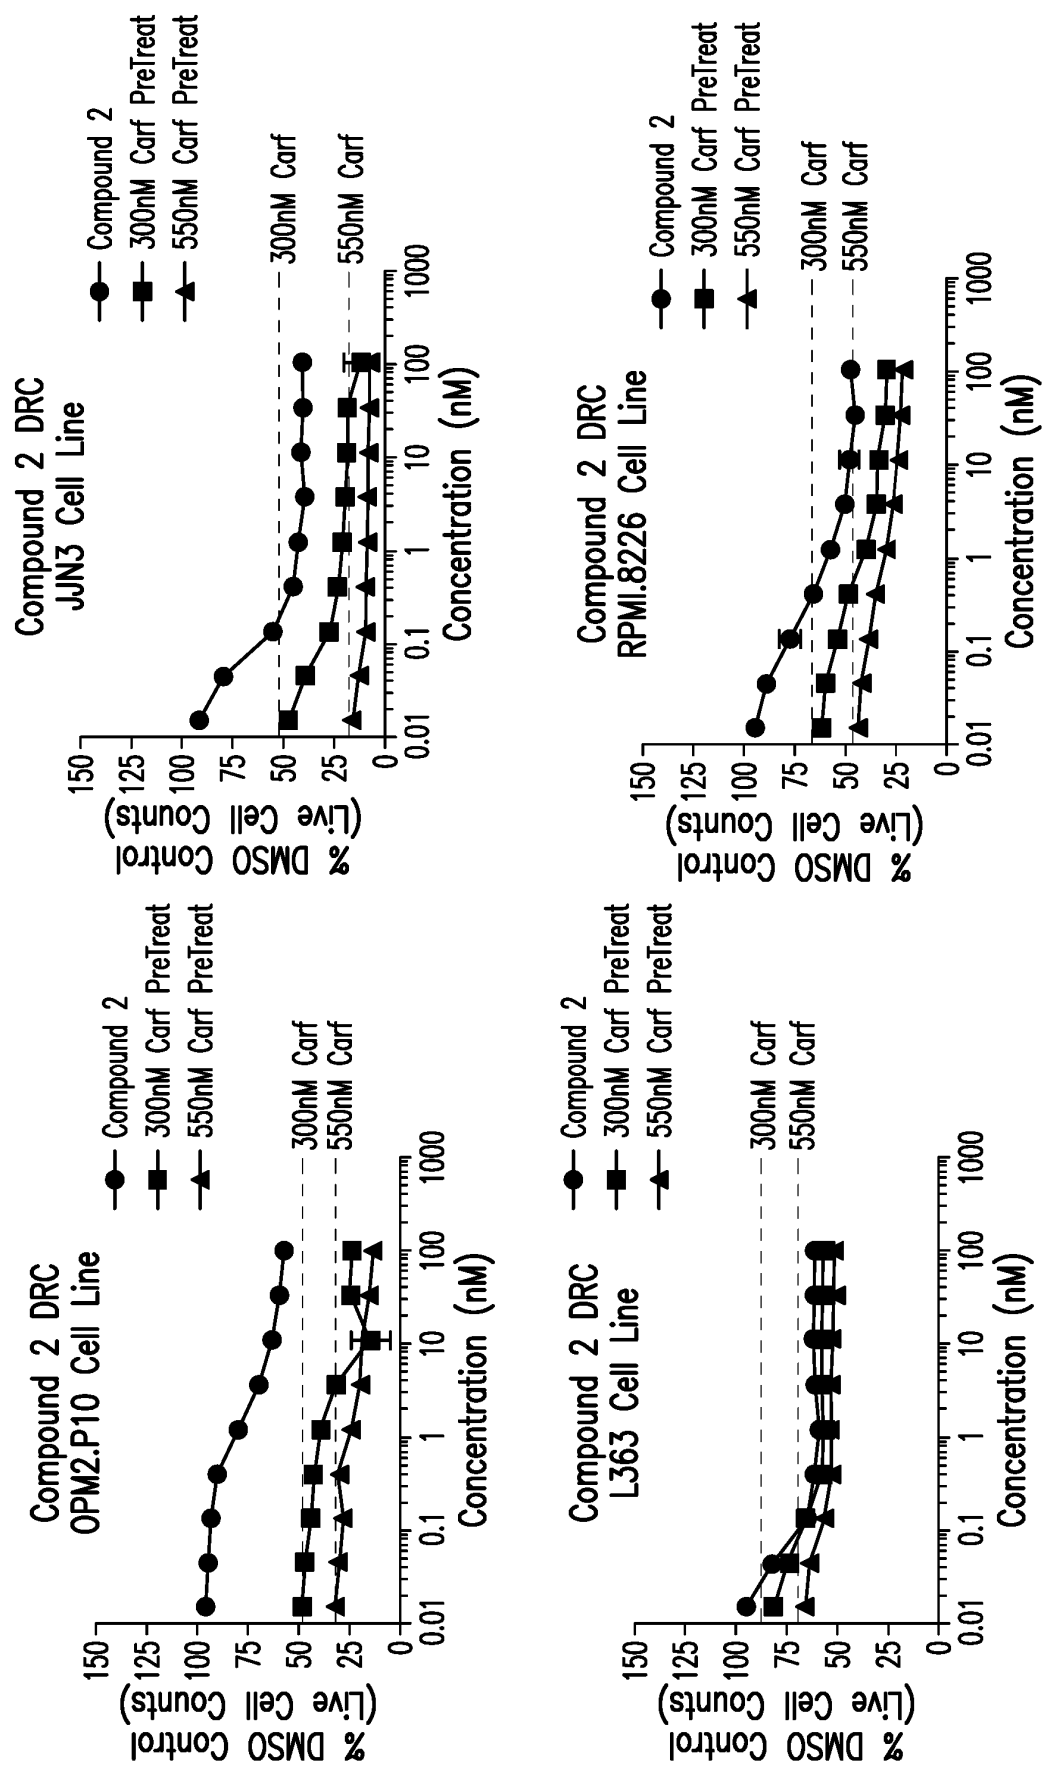 Compound 2 DRC
OPM2.P10 Cell Line
% DMSO Control
(Live Cell Counts)
150
125
100
75
50
25
0
0.01
0.1
1
10
100
1000
Concentration (nM)
Compound 2
300nM Carf PreTreat
550nM Carf PreTreat
300nM Carf
550nM Carf
Compound 2 DRC
JJN3 Cell Line
% DMSO Control
(Live Cell Counts)
150
125
100
75
50
25
0
0.01
0.1
1
10
100
1000
Concentration (nM)
Compound 2
300nM Carf PreTreat
550nM Carf PreTreat
300nM Carf
550nM Carf
Compound 2 DRC
L363 Cell Line
% DMSO Control
(Live Cell Counts)
150
125
100
75
50
25
0
0.01
0.1
1
10
100
1000
Concentration (nM)
Compound 2
300nM Carf PreTreat
550nM Carf PreTreat
300nM Carf
550nM Carf
Compound 2 DRC
RPMI.8226 Cell Line
% DMSO Control
(Live Cell Counts)
150
125
100
75
50
25
0
0.01
0.1
1
10
100
1000
Concentration (nM)
Compound 2
300nM Carf PreTreat
550nM Carf PreTreat
300nM Carf
550nM Carf